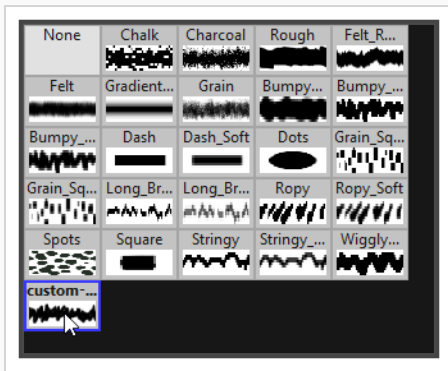 None Chalk Charcoal Rough Felt_R...
Felt Gradient... Grain Bumpy... Bumpy_...
Bumpy_... Dash Dash_Soft Dots Grain_Sq...
Grain_Sq... Long_Br... Long_Br... Ropy Ropy_Soft
Spots Square Stringy Stringy_... Wiggly...
custom-...